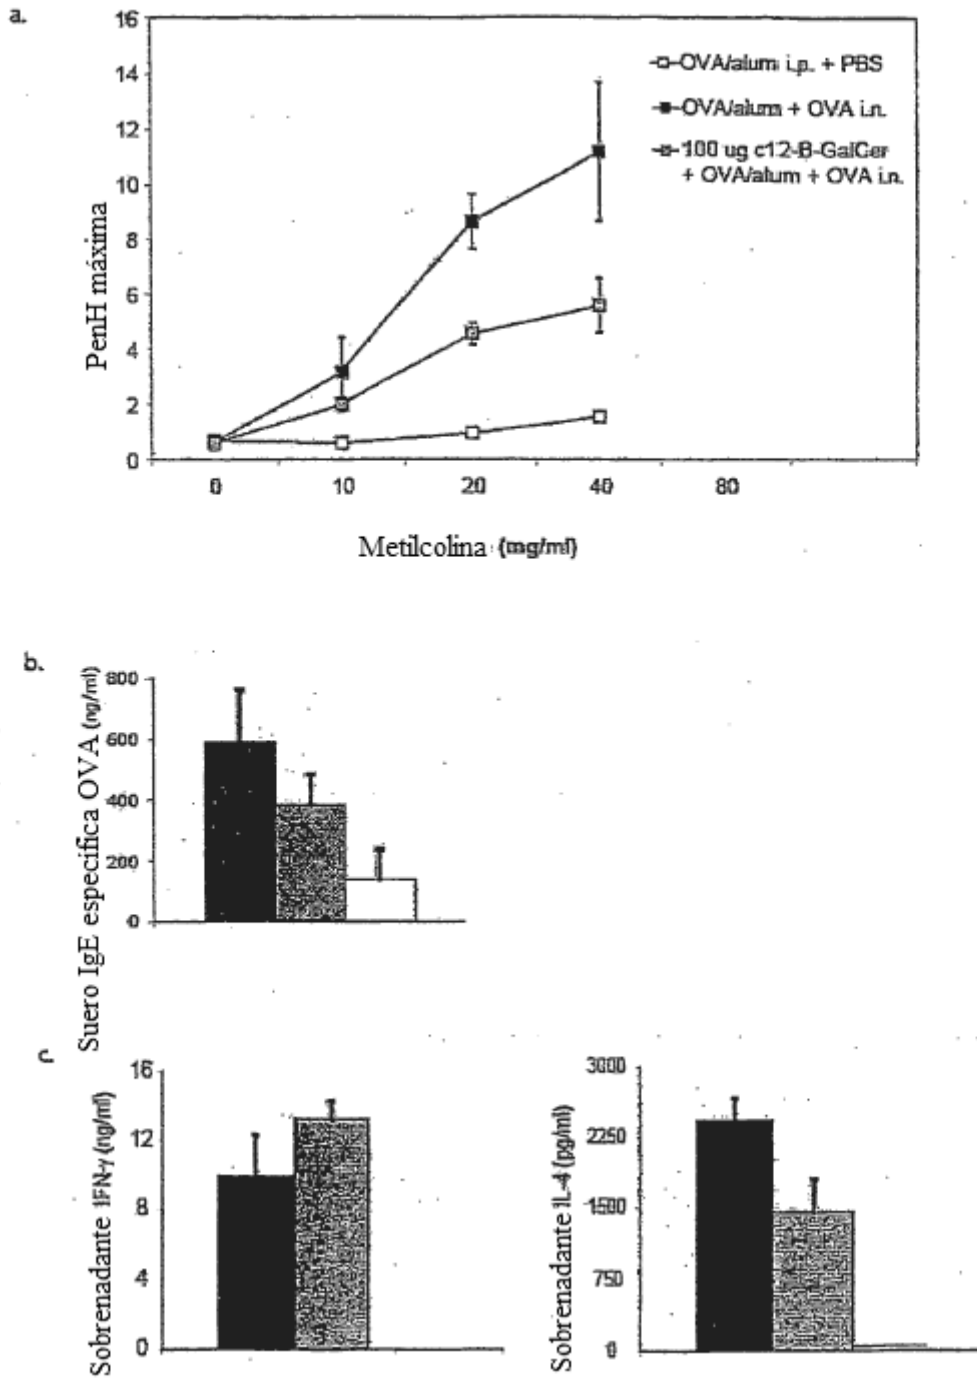 a.
16
14
12
10
8
6
4
2
0
PenH máxima
OVA/alum i.p. + PBS
OVA/alum + OVA i.n.
100 ug c12-B-GalCer
+ OVA/alum + OVA i.n.
0 10 20 40 80
Metilcolina (mg/ml)
b.
Suero IgE especifica OVA (ng/ml)
800
600
400
200
0
c
Sobrenadante IFN-γ (ng/ml)
16
12
8
4
0
Sobrenadante IL-4 (pg/ml)
3000
2250
1500
750
0